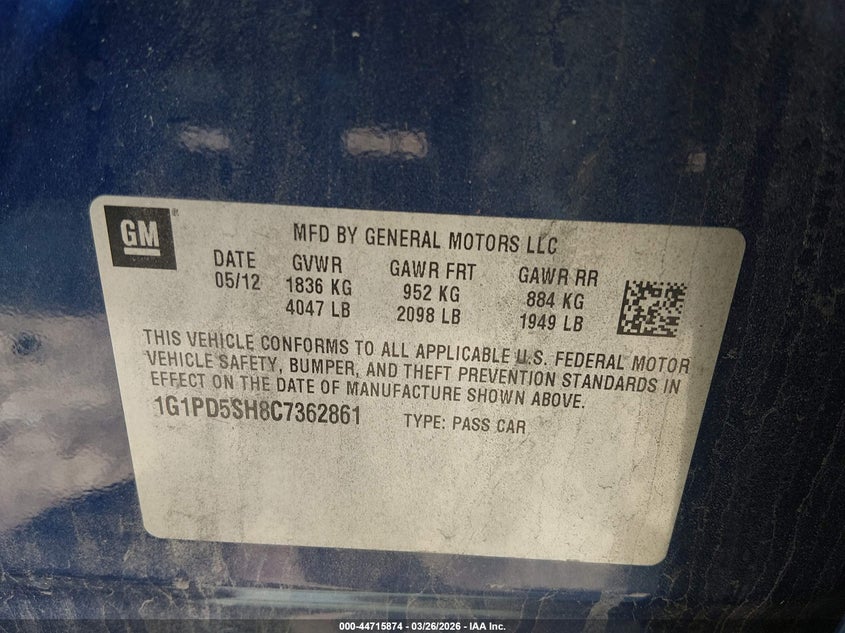 GM
MFD BY GENERAL MOTORS LLC
DATE GVWR GAWR FRT GAWR RR
05/12 1836 KG 952 KG 884 KG
4047 LB 2098 LB 1949 LB
THIS VEHICLE CONFORMS TO ALL APPLICABLE U.S. FEDERAL MOTOR
VEHICLE SAFETY, BUMPER, AND THEFT PREVENTION STANDARDS IN
EFFECT ON THE DATE OF MANUFACTURE SHOWN ABOVE.
1G1PD5SH8C7362861 TYPE: PASS CAR
000-44715874 | 03/26/2026 - IAA Inc.